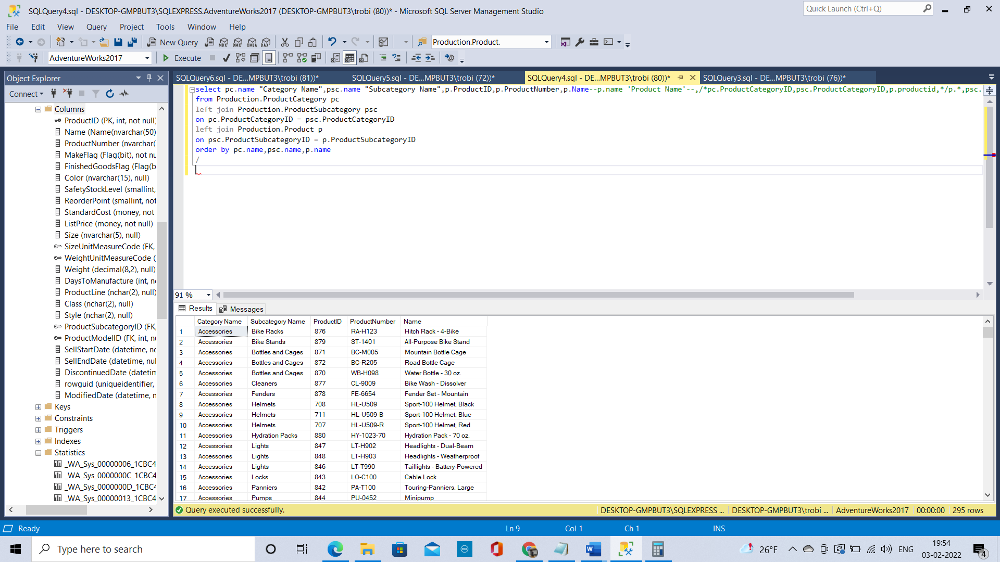 SQLQuery4.sql - DESKTOP-GMPBUT3\SQLEXPRESS.AdventureWorks2017 (DESKTOP-GMPBUT3\trobi (80))* - Microsoft SQL Server Management Studio
Quick Launch (Ctrl+Q)
File Edit View Query Project Tools Window Help
New Query
MDX DMX XMLA DAX
Production.Product.
AdventureWorks2017
Execute
Object Explorer
Connect
Columns
ProductID (PK, int, not null)
Name (Name(nvarchar(50)
ProductNumber (nvarchar(
MakeFlag (Flag(bit), not nu
FinishedGoodsFlag (Flag(b
Color (nvarchar(15), null)
SafetyStockLevel (smallint,
ReorderPoint (smallint, not
StandardCost (money, not
ListPrice (money, not null)
Size (nvarchar(5), null)
SizeUnitMeasureCode (FK,
WeightUnitMeasureCode (
Weight (decimal(8,2), null)
DaysToManufacture (int, no
ProductLine (nchar(2), null)
Class (nchar(2), null)
Style (nchar(2), null)
ProductSubcategoryID (FK,
ProductModelID (FK, int, nu
SellStartDate (datetime, no
SellEndDate (datetime, nul
DiscontinuedDate (datetim
rowguid (uniqueidentifier,
ModifiedDate (datetime, n
Keys
Constraints
Triggers
Indexes
Statistics
_WA_Sys_00000006_1CBC4
_WA_Sys_0000000C_1CBC4
_WA_Sys_0000000D_1CBC4
_WA_Sys_00000013_1CBC4
SQLQuery6.sql - DE...MPBUT3\trobi (81))* SQLQuery5.sql - DE...MPBUT3\trobi (72))* SQLQuery4.sql - DE...MPBUT3\trobi (80))* SQLQuery3.sql - DE...MPBUT3\trobi (76))*
select pc.name "Category Name",psc.name "Subcategory Name",p.ProductID,p.ProductNumber,p.Name--p.name 'Product Name'--,/*pc.ProductCategoryID,psc.ProductCategoryID,p.productid,*/p.*,psc.*
from Production.ProductCategory pc
left join Production.ProductSubcategory psc
on pc.ProductCategoryID = psc.ProductCategoryID
left join Production.Product p
on psc.ProductSubcategoryID = p.ProductSubcategoryID
order by pc.name,psc.name,p.name
/
91 %
Results Messages
Category Name Subcategory Name ProductID ProductNumber Name
1 Accessories Bike Racks 876 RA-H123 Hitch Rack - 4-Bike
2 Accessories Bike Stands 879 ST-1401 All-Purpose Bike Stand
3 Accessories Bottles and Cages 871 BC-M005 Mountain Bottle Cage
4 Accessories Bottles and Cages 872 BC-R205 Road Bottle Cage
5 Accessories Bottles and Cages 870 WB-H098 Water Bottle - 30 oz.
6 Accessories Cleaners 877 CL-9009 Bike Wash - Dissolver
7 Accessories Fenders 878 FE-6654 Fender Set - Mountain
8 Accessories Helmets 708 HL-U509 Sport-100 Helmet, Black
9 Accessories Helmets 711 HL-U509-B Sport-100 Helmet, Blue
10 Accessories Helmets 707 HL-U509-R Sport-100 Helmet, Red
11 Accessories Hydration Packs 880 HY-1023-70 Hydration Pack - 70 oz.
12 Accessories Lights 847 LT-H902 Headlights - Dual-Beam
13 Accessories Lights 848 LT-H903 Headlights - Weatherproof
14 Accessories Lights 846 LT-T990 Taillights - Battery-Powered
15 Accessories Locks 843 LO-C100 Cable Lock
16 Accessories Panniers 842 PA-T100 Touring-Panniers, Large
17 Accessories Pumps 844 PU-0452 Minipump
Query executed successfully.
DESKTOP-GMPBUT3\SQLEXPRESS ... DESKTOP-GMPBUT3\trobi ... AdventureWorks2017 00:00:00 295 rows
Ready Ln 9 Col 1 Ch 1 INS
Type here to search
26°F ENG
19:54
03-02-2022
4